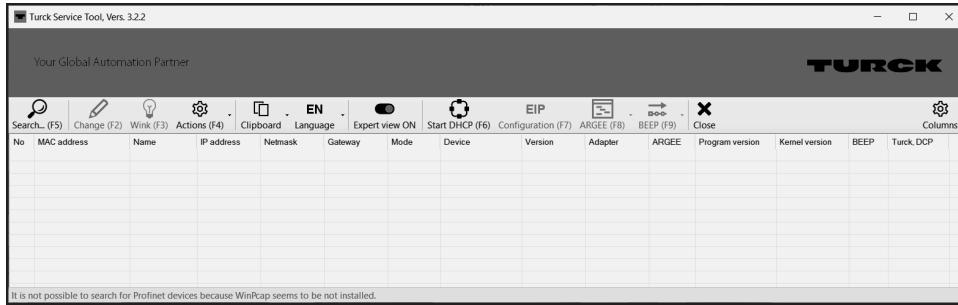 Turck Service Tool, Vers. 3.2.2
Your Global Automation Partner
TURCK
EN
EIP
Search... (F5) Change (F2) Wink (F3) Actions (F4) Clipboard Language Expert view ON Start DHCP (F6) Configuration (F7) ARGEE (F8) BEEP (F9) Close Columns
No MAC address Name IP address Netmask Gateway Mode Device Version Adapter ARGEE Program version Kernel version BEEP Turck, DCP
It is not possible to search for Profinet devices because WinPcap seems to be not installed.